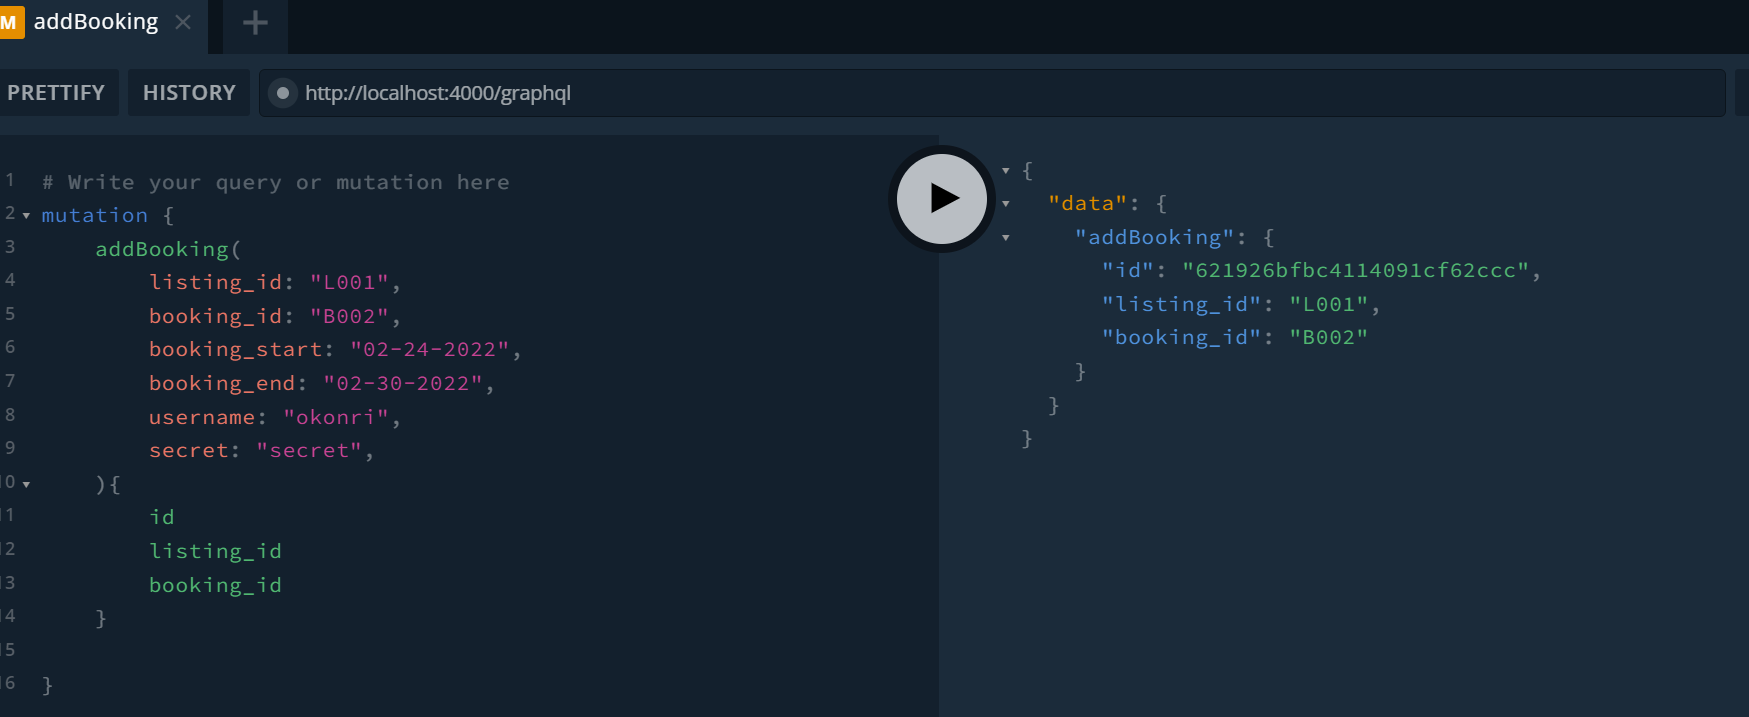 M addBooking
PRETTIFY HISTORY http://localhost:4000/graphql
1 # Write your query or mutation here
2 mutation {
3 addBooking(
4 listing_id: "L001",
5 booking_id: "B002",
6 booking_start: "02-24-2022",
7 booking_end: "02-30-2022",
8 username: "okonri",
9 secret: "secret",
10 ){
11 id
12 listing_id
13 booking_id
14 }
15
16 }
{
"data": {
"addBooking": {
"id": "621926bfbc4114091cf62ccc",
"listing_id": "L001",
"booking_id": "B002"
}
}
}